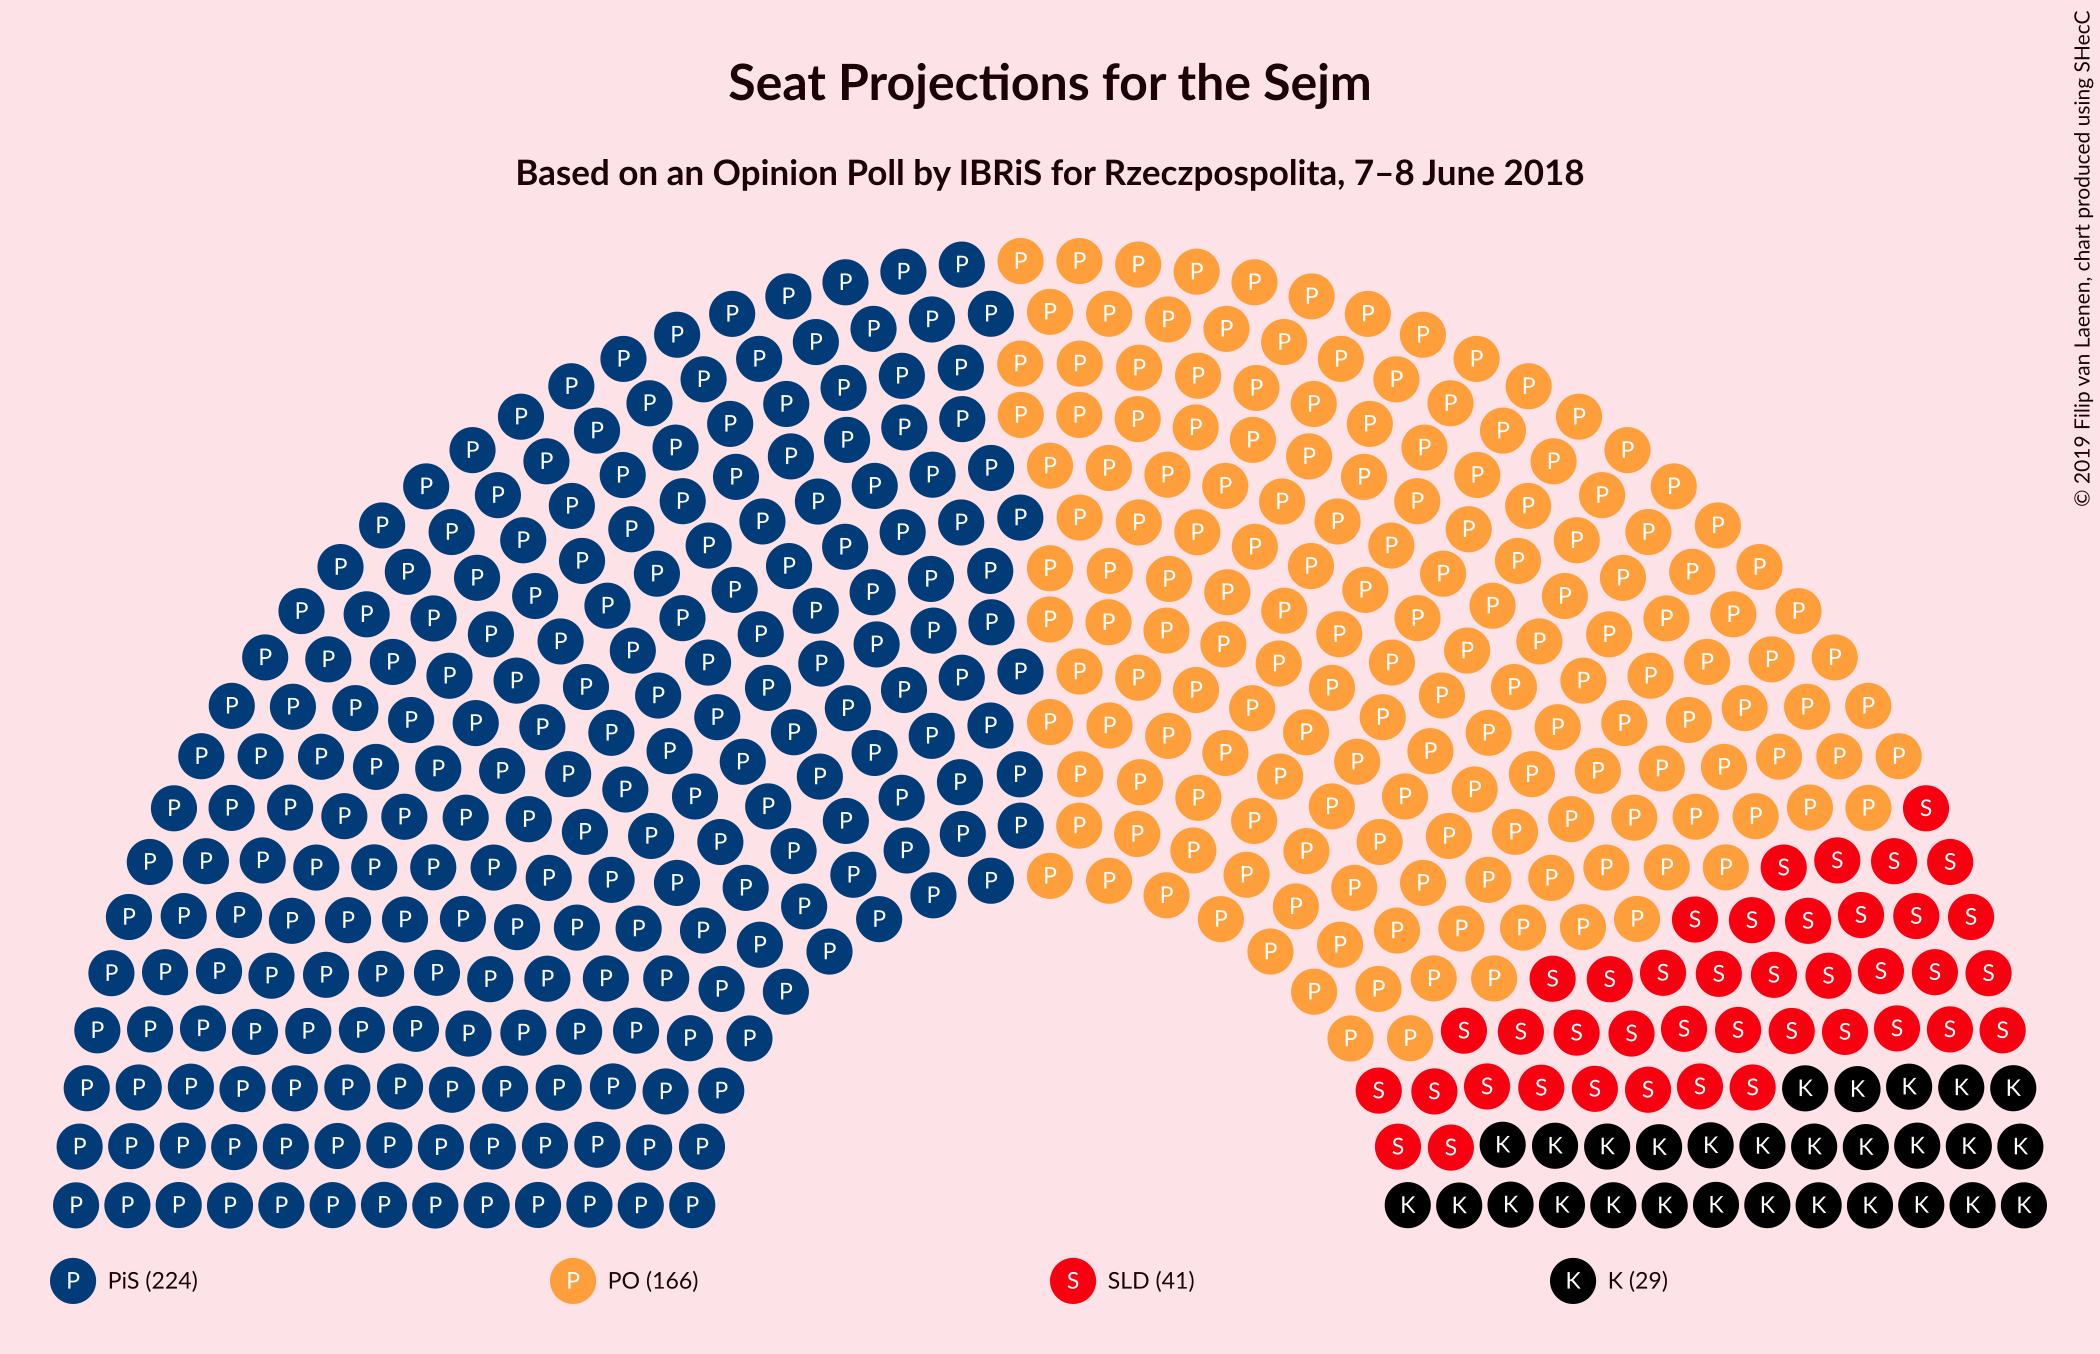 Seat Projections for the Sejm
Based on an Opinion Poll by IBRiS for Rzeczpospolita, 7–8 June 2018
© 2019 Filip van Laenen, chart produced using SHecC
P PiS (224)
P PO (166)
S SLD (41)
K K (29)